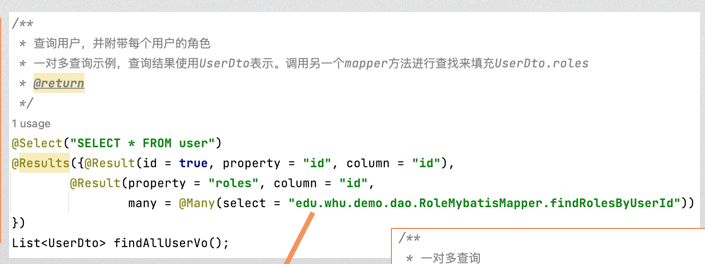 /**
 * 查询用户，并附带每个用户的角色
 * 一对多查询示例，查询结果使用UserDto表示。调用另一个mapper方法进行查找来填充UserDto.roles
 * @return
 */
1 usage
@Select("SELECT * FROM user")
@Results({@Result(id = true, property = "id", column = "id"),
        @Result(property = "roles", column = "id",
                many = @Many(select = "edu.whu.demo.dao.RoleMybatisMapper.findRolesByUserId"))
})
List<UserDto> findAllUserVo();
/**
 * 一对多查询